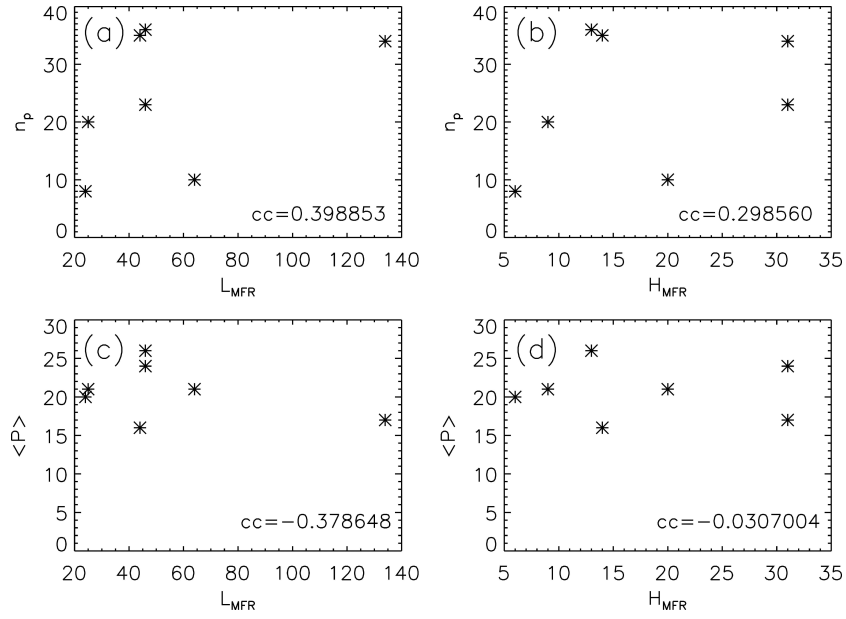 (a)
n_p
40
30
20
10
0
cc=0.398853
20 40 60 80 100 120 140
L_MFR
(b)
n_p
40
30
20
10
0
cc=0.298560
5 10 15 20 25 30 35
H_MFR
(c)
<P>
30
25
20
15
10
5
0
cc=−0.378648
20 40 60 80 100 120 140
L_MFR
(d)
<P>
30
25
20
15
10
5
0
cc=−0.0307004
5 10 15 20 25 30 35
H_MFR